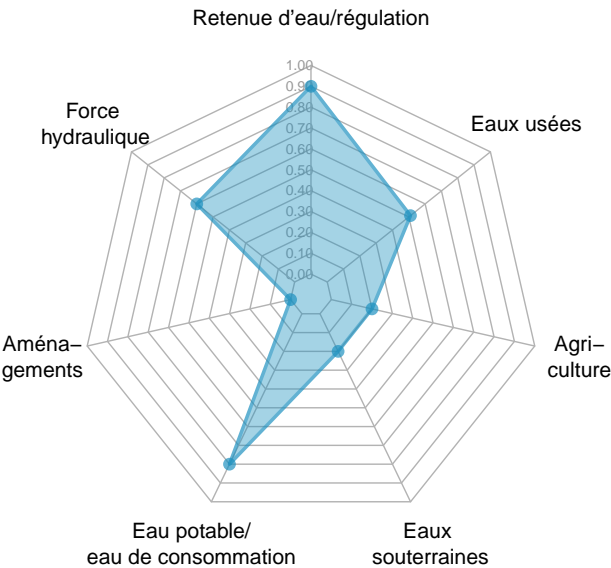 Retenue d’eau/régulation
1.00
0.90
0.80
0.70
0.60
0.50
0.40
0.30
0.20
0.10
0.00
Force
hydraulique
Eaux usées
Aména–
gements
Agri–
culture
Eau potable/
eau de consommation
Eaux
souterraines